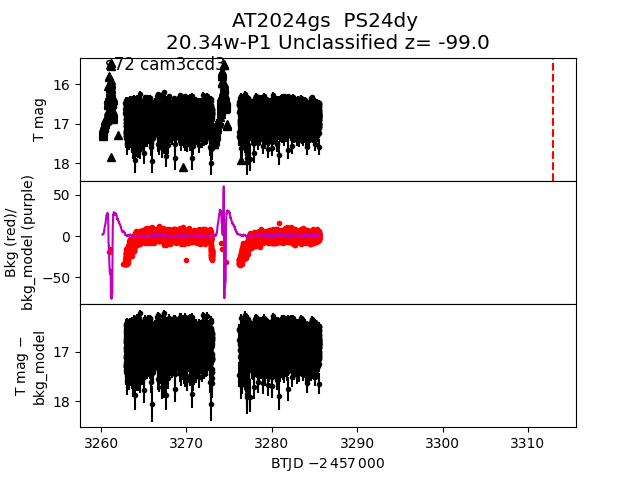 AT2024gs  PS24dy
20.34w-P1 Unclassified z= -99.0
s72 cam3ccd3
16
17
18
T mag
50
0
−50
Bkg (red)/
bkg_model (purple)
17
18
T mag −
bkg_model
3260 3270 3280 3290 3300 3310
BTJD −2 457 000